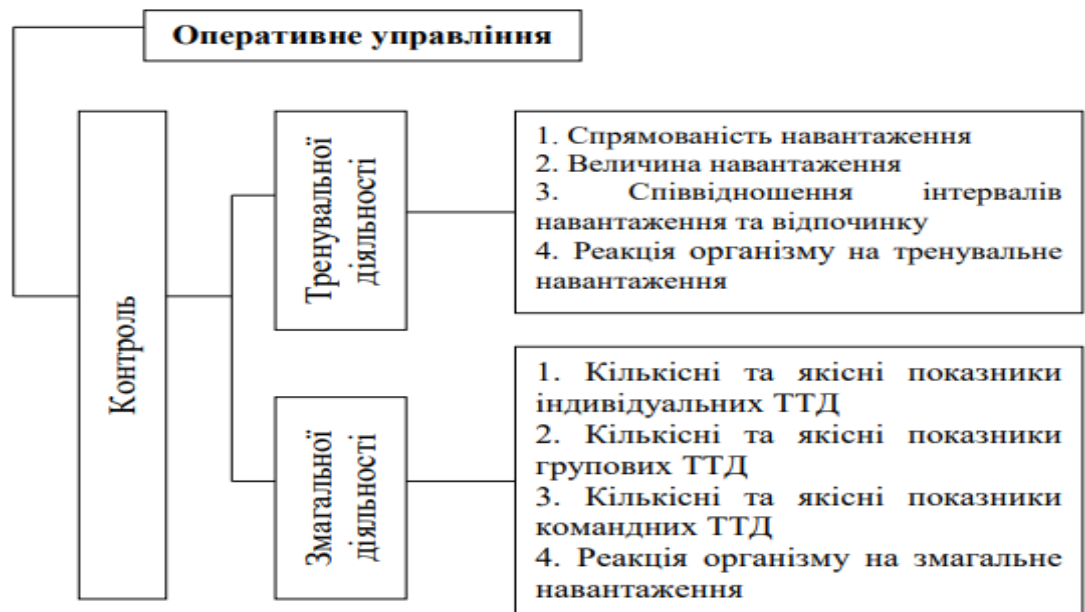 Оперативне управління
Контроль
Тренувальної
діяльності
1. Спрямованість навантаження
2. Величина навантаження
3. Співвідношення інтервалів
навантаження та відпочинку
4. Реакція організму на тренувальне
навантаження
Змагальної
діяльності
1. Кількісні та якісні показники
індивідуальних ТТД
2. Кількісні та якісні показники
групових ТТД
3. Кількісні та якісні показники
командних ТТД
4. Реакція організму на змагальне
навантаження